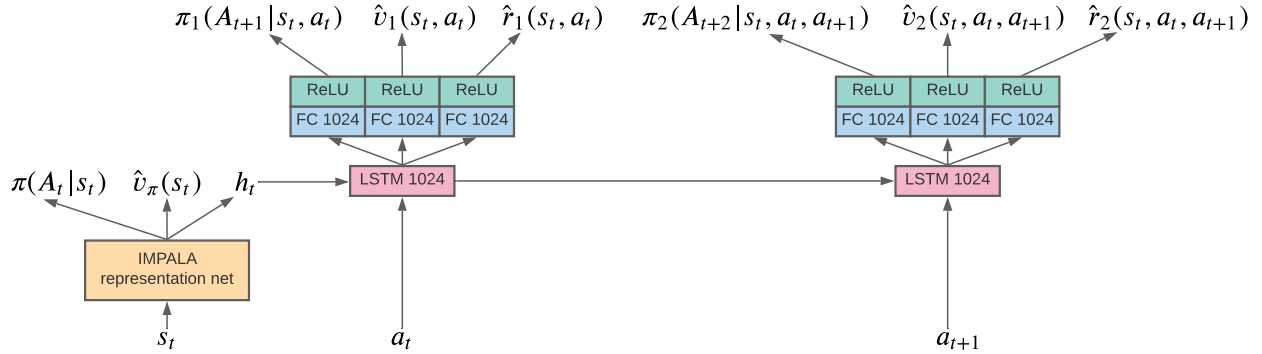 π₁(Aₜ₊₁|sₜ, aₜ) v̂₁(sₜ, aₜ) r̂₁(sₜ, aₜ) π₂(Aₜ₊₂|sₜ, aₜ, aₜ₊₁) v̂₂(sₜ, aₜ, aₜ₊₁) r̂₂(sₜ, aₜ, aₜ₊₁)
ReLU ReLU ReLU ReLU ReLU ReLU
FC 1024 FC 1024 FC 1024 FC 1024 FC 1024 FC 1024
π(Aₜ|sₜ) v̂_π(sₜ) hₜ LSTM 1024 LSTM 1024
IMPALA
representation net
sₜ aₜ aₜ₊₁